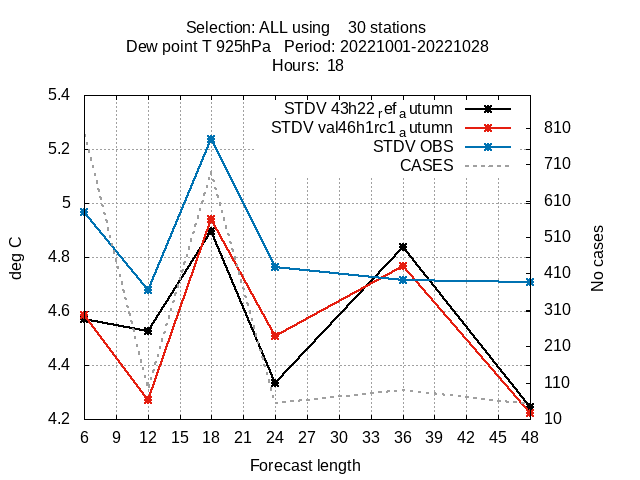 Selection: ALL using 30 stations
Dew point T 925hPa Period: 20221001-20221028
Hours: 18
STDV 43h22ref autumn
STDV val46h1rc1autumn
STDV OBS
CASES
5.4
5.2
5
4.8
4.6
4.4
4.2
deg C
810
710
610
510
410
310
210
110
10
No cases
6 9 12 15 18 21 24 27 30 33 36 39 42 45 48
Forecast length